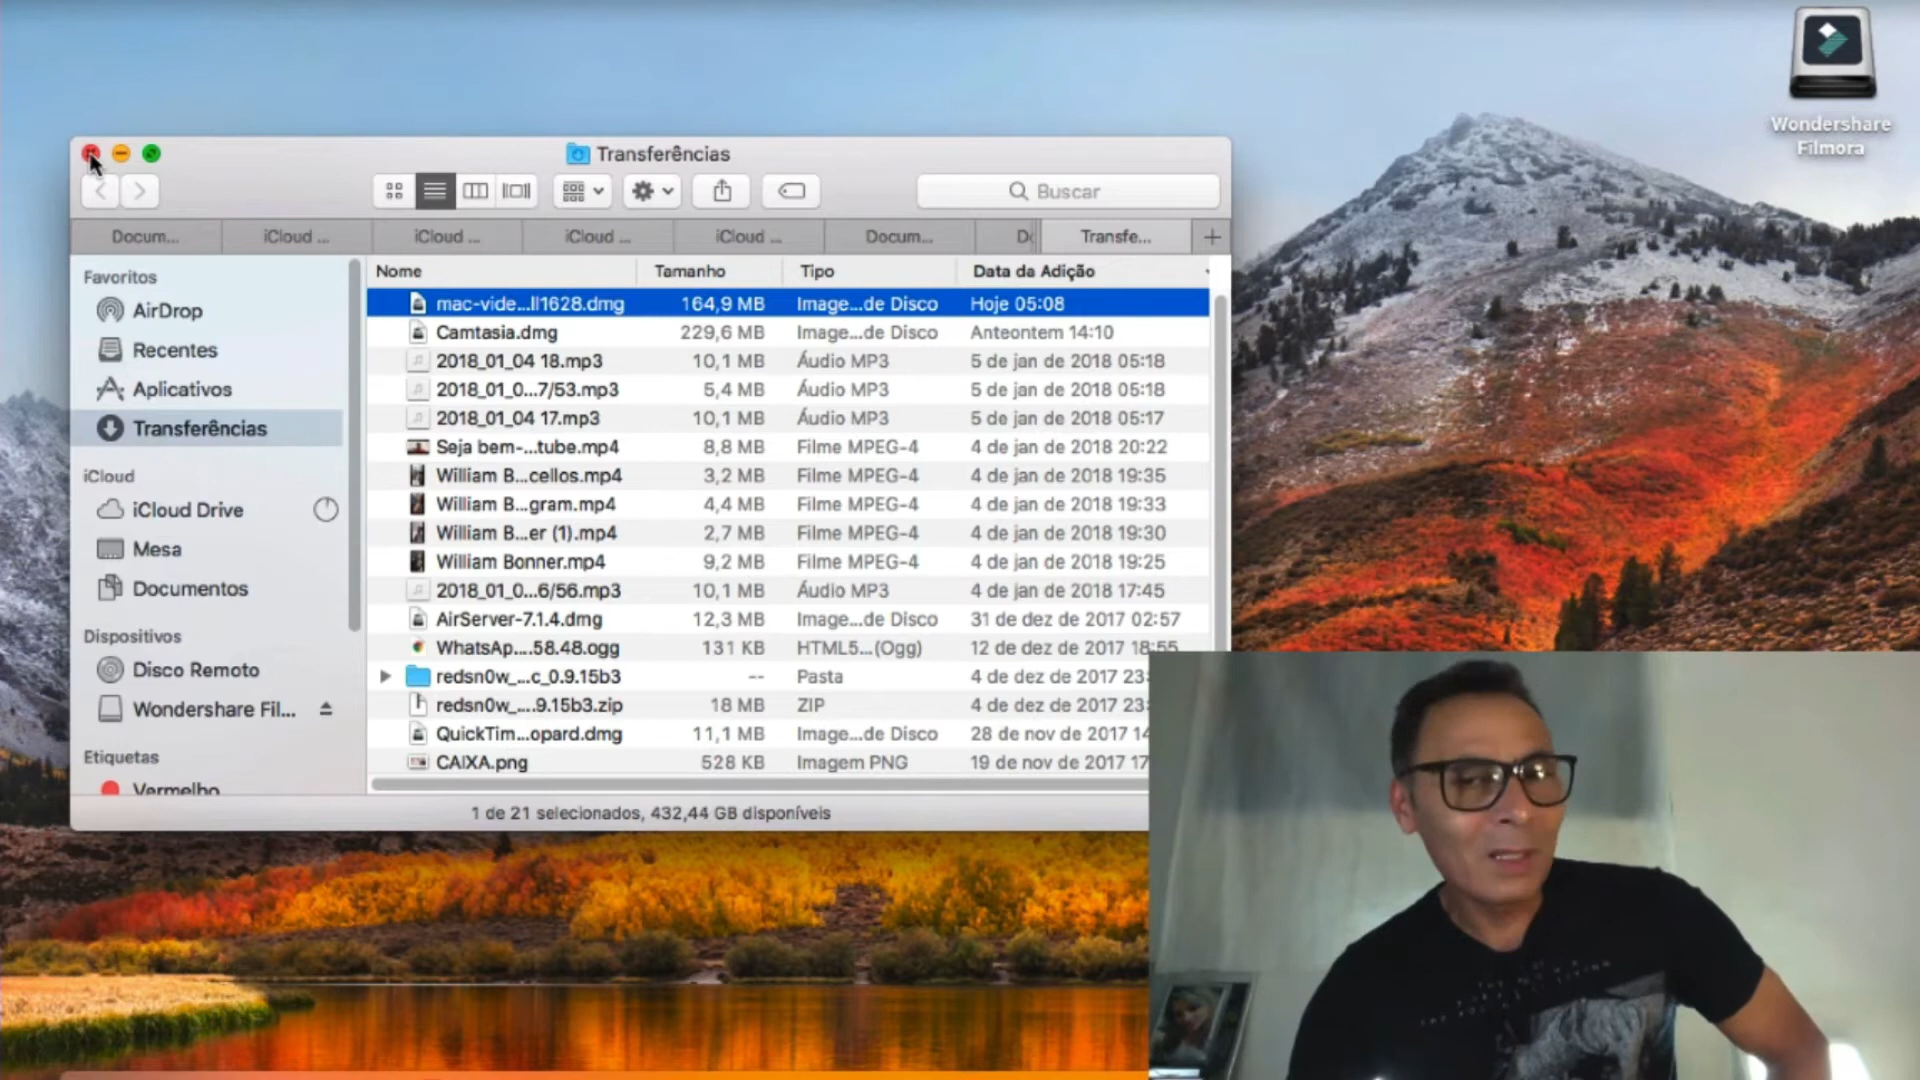 Wondershare
Filmora
Transferências
Buscar
Docum... iCloud ... iCloud ... iCloud ... iCloud ... Docum... Transfe...
Favoritos
AirDrop
Recentes
Aplicativos
Transferências
iCloud
iCloud Drive
Mesa
Documentos
Dispositivos
Disco Remoto
Wondershare Fil...
Etiquetas
Vermelho
Nome Tamanho Tipo Data da Adição
mac-vide...ll1628.dmg 164,9 MB Image...de Disco Hoje 05:08
Camtasia.dmg 229,6 MB Image...de Disco Anteontem 14:10
2018_01_04 18.mp3 10,1 MB Áudio MP3 5 de jan de 2018 05:18
2018_01_0...7/53.mp3 5,4 MB Áudio MP3 5 de jan de 2018 05:18
2018_01_04 17.mp3 10,1 MB Áudio MP3 5 de jan de 2018 05:17
Seja bem-...tube.mp4 8,8 MB Filme MPEG-4 4 de jan de 2018 20:22
William B...cellos.mp4 3,2 MB Filme MPEG-4 4 de jan de 2018 19:35
William B...gram.mp4 4,4 MB Filme MPEG-4 4 de jan de 2018 19:33
William B...er (1).mp4 2,7 MB Filme MPEG-4 4 de jan de 2018 19:30
William Bonner.mp4 9,2 MB Filme MPEG-4 4 de jan de 2018 19:25
2018_01_0...6/56.mp3 10,1 MB Áudio MP3 4 de jan de 2018 17:45
AirServer-7.1.4.dmg 12,3 MB Image...de Disco 31 de dez de 2017 02:57
WhatsAp....58.48.ogg 131 KB HTML5...(Ogg) 12 de dez de 2017 18:55
redsn0w_...c_0.9.15b3 -- Pasta 4 de dez de 2017 23:
redsn0w_....9.15b3.zip 18 MB ZIP 4 de dez de 2017 23:
QuickTim...opard.dmg 11,1 MB Image...de Disco 28 de nov de 2017 14
CAIXA.png 528 KB Imagem PNG 19 de nov de 2017 17
1 de 21 selecionados, 432,44 GB disponíveis